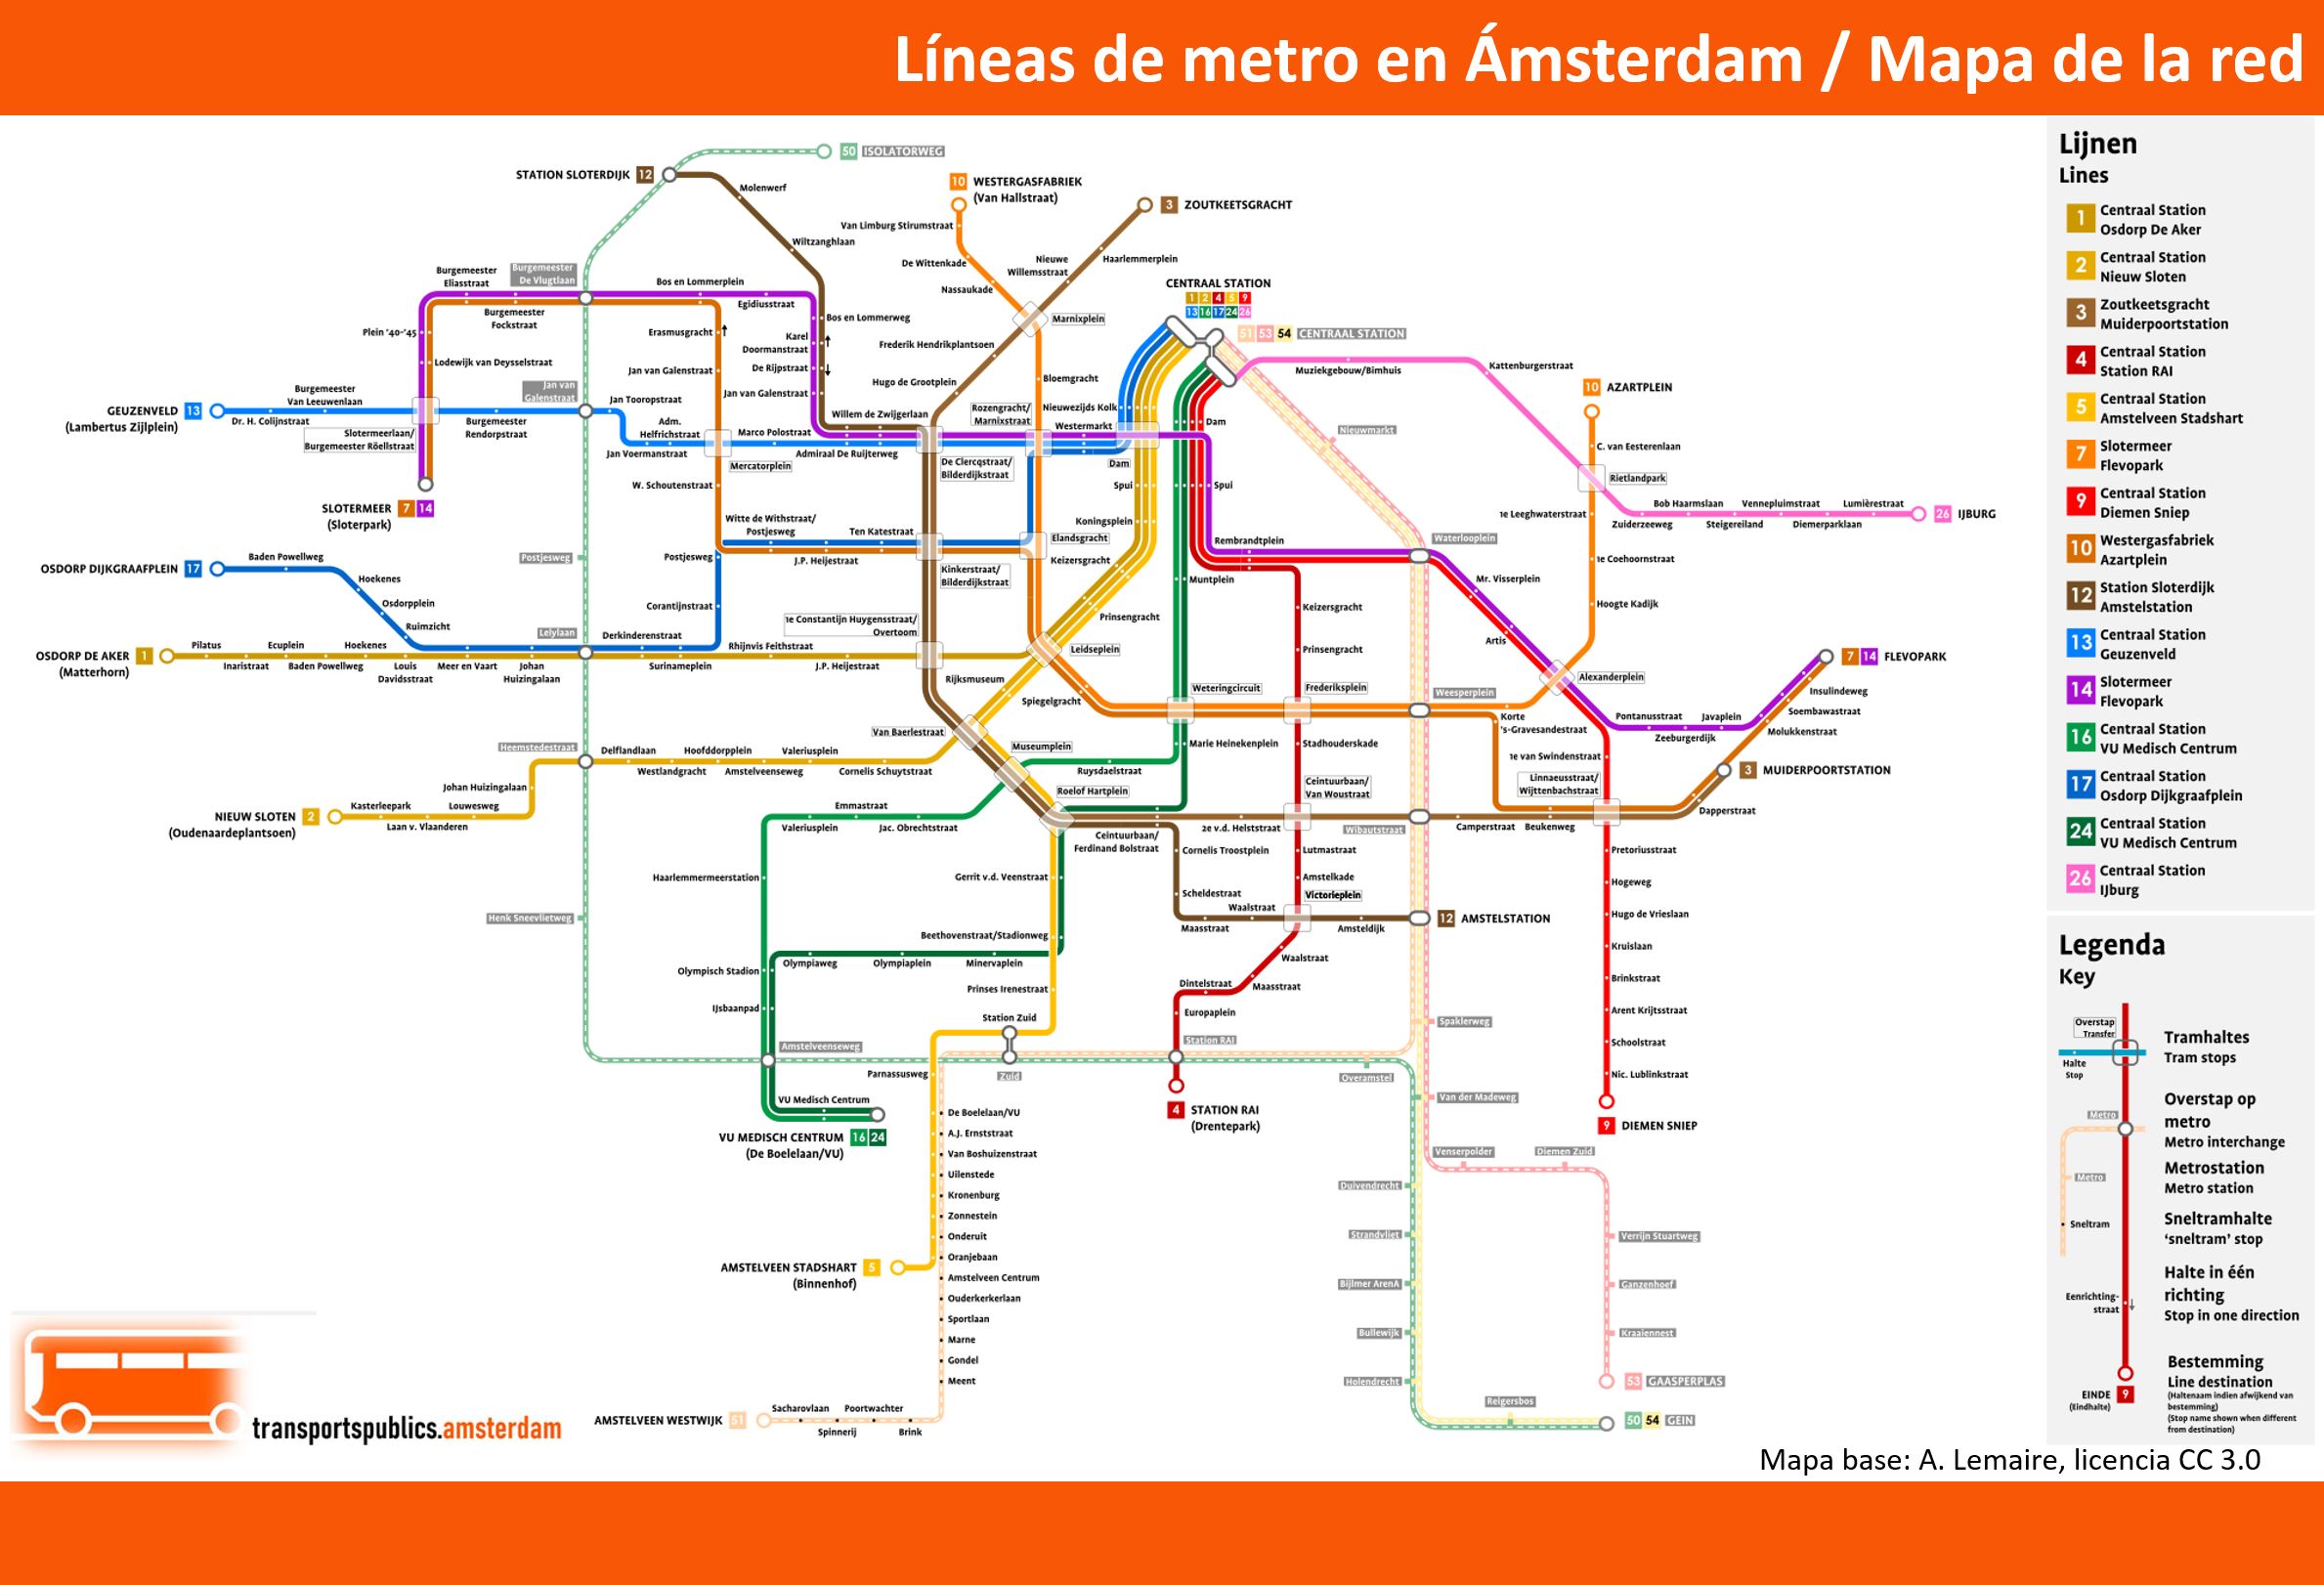 Líneas de metro en Ámsterdam / Mapa de la red
50 ISOLATORWEG
STATION SLOTERDIJK 12
Molenwerf
Wiltzanghlaan
10 WESTERGASFABRIEK
(Van Hallstraat)
Van Limburg Stirumstraat
De Wittenkade
Nassaukade
3 ZOUTKEETSGRACHT
Nieuwe
Willemsstraat
Haarlemmerplein
Marnixplein
Frederik Hendrikplantsoen
Hugo de Grootplein
Bloemgracht
CENTRAAL STATION
1 2 4 5 9
13 16 17 24 26
51 53 54 CENTRAAL STATION
Muziekgebouw/Bimhuis
Kattenburgerstraat
10 AZARTPLEIN
C. van Eesterenlaan
Rietlandpark
1e Leeghwaterstraat
1e Coehoornstraat
Hoogte Kadijk
Bob Haarmslaan
Vennepluimstraat
Lumièrestraat
Zuiderzeeweg
Steigereiland
Diemerparklaan
26 IJBURG
Burgemeester
Eliasstraat
Burgemeester
De Vlugtlaan
Bos en Lommerplein
Burgemeester
Fockstraat
Egidiusstraat
Plein '40-'45
Lodewijk van Deysselstraat
Erasmusgracht
Karel
Doormanstraat
Bos en Lommerweg
De Rijpstraat
Jan van Galenstraat
Jan van Galenstraat
Jan van
Galenstraat
GEUZENVELD 13
(Lambertus Zijlplein)
Burgemeester
Van Leeuwenlaan
Dr. H. Colijnstraat
Slotermeerlaan/
Burgemeester Röellstraat
Burgemeester
Rendorpstraat
Jan Tooropstraat
Adm.
Helfrichstraat
Jan Voermanstraat
Marco Polostraat
Mercatorplein
Admiraal De Ruijterweg
Willem de Zwijgerlaan
De Clercqstraat/
Bilderdijkstraat
Rozengracht/
Marnixstraat
Nieuwezijds Kolk
Westermarkt
Dam
Dam
Spui
Spui
Koningsplein
Keizersgracht
Prinsengracht
Nieuwmarkt
Waterlooplein
Rembrandtplein
Muntplein
Mr. Visserplein
Artis
Alexanderplein
SLOTERMEER 7 14
(Sloterpark)
W. Schoutenstraat
Witte de Withstraat/
Postjesweg
Ten Katestraat
Elandsgracht
Postjesweg
Postjesweg
J.P. Heijestraat
Kinkerstraat/
Bilderdijkstraat
OSDORP DIJKGRAAFPLEIN 17
Baden Powellweg
Hoekenes
Osdorpplein
Ruimzicht
Corantijnstraat
1e Constantijn Huygensstraat/
Overtoom
Leidseplein
OSDORP DE AKER 1
(Matterhorn)
Pilatus
Inaristraat
Ecuplein
Baden Powellweg
Hoekenes
Louis
Davidsstraat
Meer en Vaart
Johan
Huizingalaan
Lelylaan
Derkinderenstraat
Surinameplein
Rhijnvis Feithstraat
J.P. Heijestraat
Rijksmuseum
Spiegelgracht
Keizersgracht
Prinsengracht
Weteringcircuit
Frederiksplein
Weesperplein
Korte
's-Gravesandestraat
7 14 FLEVOPARK
Insulindeweg
Soembawastraat
Molukkenstraat
Pontanusstraat
Javaplein
Zeeburgerdijk
1e van Swindenstraat
Linnaeusstraat/
Wijttenbachstraat
3 MUIDERPOORTSTATION
Dapperstraat
Van Baerlestraat
Museumplein
Roelof Hartplein
Marie Heinekenplein
Ruysdaelstraat
Stadhouderskade
Ceintuurbaan/
Van Woustraat
Heemstedestraat
Delflandlaan
Westlandgracht
Hoofddorpplein
Amstelveenseweg
Valeriusplein
Cornelis Schuytstraat
Johan Huizingalaan
NIEUW SLOTEN 2
(Oudenaardeplantsoen)
Kasterleepark
Laan v. Vlaanderen
Louwesweg
Emmastraat
Valeriusplein
Jac. Obrechtstraat
Ceintuurbaan/
Ferdinand Bolstraat
2e v.d. Helststraat
Wibautstraat
Camperstraat
Beukenweg
Haarlemmermeerstation
Gerrit v.d. Veenstraat
Cornelis Troostplein
Lutmastraat
Pretoriusstraat
Scheldestraat
Amstelkade
Hogeweg
Henk Sneevlietweg
Waalstraat
Victorieplein
Maasstraat
Amsteldijk
12 AMSTELSTATION
Hugo de Vrieslaan
Beethovenstraat/Stadionweg
Kruislaan
Olympisch Stadion
Olympiaweg
Olympiaplein
Minervaplein
Waalstraat
Brinkstraat
Prinses Irenestraat
Dintelstraat
Maasstraat
IJsbaanpad
Europaplein
Arent Krijtsstraat
Station Zuid
Spaklerweg
Amstelveenseweg
Station RAI
Schoolstraat
Parnassusweg
Zuid
Overamstel
Nic. Lublinkstraat
VU Medisch Centrum
Van der Madeweg
4 STATION RAI
(Drentepark)
9 DIEMEN SNIEP
VU MEDISCH CENTRUM 16 24
(De Boelelaan/VU)
De Boelelaan/VU
A.J. Ernststraat
Van Boshuizenstraat
Uilenstede
Kronenburg
Zonnestein
Onderuit
Oranjebaan
Amstelveen Centrum
Ouderkerkerlaan
Sportlaan
Marne
Gondel
Meent
Venserpolder
Diemen Zuid
Duivendrecht
Strandvliet
Verrijn Stuartweg
AMSTELVEEN STADSHART 5
(Binnenhof)
Bijlmer ArenA
Ganzenhoef
Bullewijk
Kraaiennest
Holendrecht
53 GAASPERPLAS
Reigersbos
50 54 GEIN
AMSTELVEEN WESTWIJK 51
Sacharovlaan
Spinnerij
Poortwachter
Brink
transportspublics.amsterdam
Lijnen
Lines
1 Centraal Station
Osdorp De Aker
2 Centraal Station
Nieuw Sloten
3 Zoutkeetsgracht
Muiderpoortstation
4 Centraal Station
Station RAI
5 Centraal Station
Amstelveen Stadshart
7 Slotermeer
Flevopark
9 Centraal Station
Diemen Sniep
10 Westergasfabriek
Azartplein
12 Station Sloterdijk
Amstelstation
13 Centraal Station
Geuzenveld
14 Slotermeer
Flevopark
16 Centraal Station
VU Medisch Centrum
17 Centraal Station
Osdorp Dijkgraafplein
24 Centraal Station
VU Medisch Centrum
26 Centraal Station
IJburg
Legenda
Key
Overstap
Transfer
Halte
Stop
Tramhaltes
Tram stops
Metro
Overstap op
metro
Metro interchange
Metro
Metrostation
Metro station
Sneltram
Sneltramhalte
'sneltram' stop
Eenrichting-
straat
Halte in één
richting
Stop in one direction
EINDE 9
(Eindhalte)
Bestemming
Line destination
(Haltenaam indien afwijkend van
bestemming)
(Stop name shown when different
from destination)
Mapa base: A. Lemaire, licencia CC 3.0